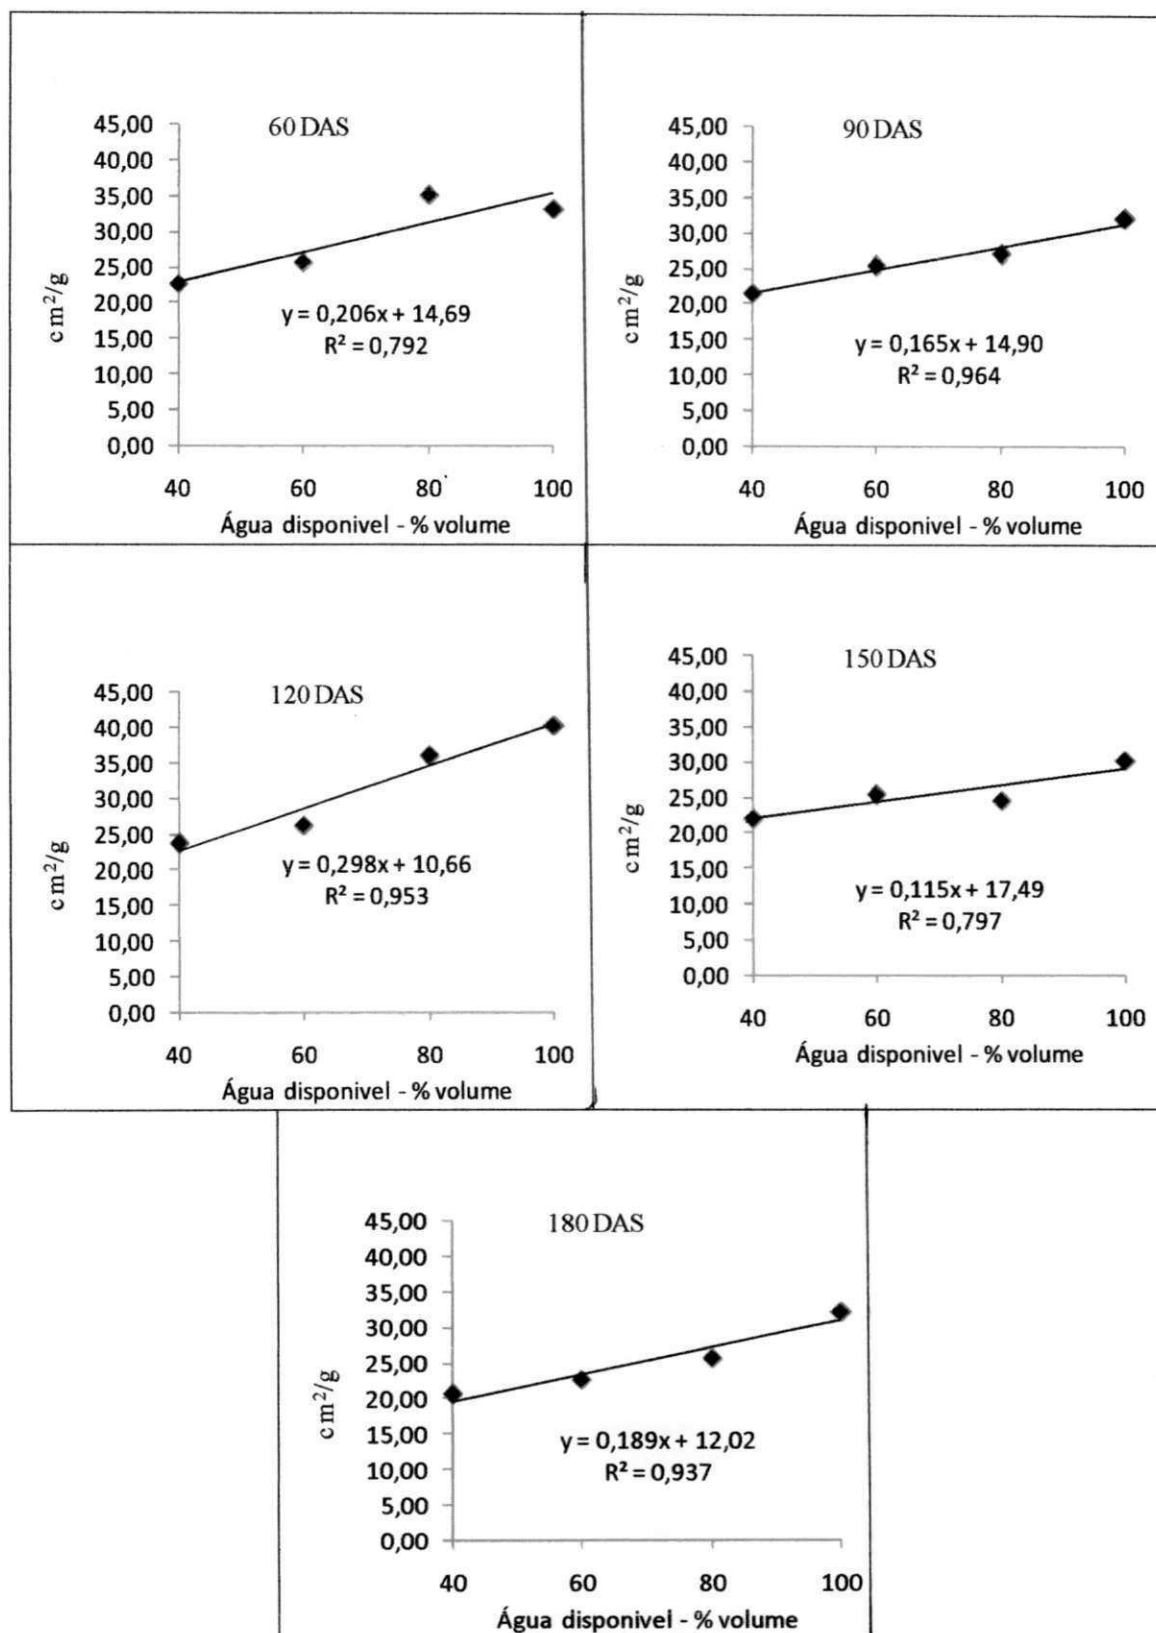 60 DAS
45,00
40,00
35,00
30,00
25,00
20,00
15,00
10,00
5,00
0,00
cm²/g
y = 0,206x + 14,69
R² = 0,792
40 60 80 100
Água disponivel - % volume
90 DAS
45,00
40,00
35,00
30,00
25,00
20,00
15,00
10,00
5,00
0,00
cm²/g
y = 0,165x + 14,90
R² = 0,964
40 60 80 100
Água disponivel - % volume
120 DAS
45,00
40,00
35,00
30,00
25,00
20,00
15,00
10,00
5,00
0,00
cm²/g
y = 0,298x + 10,66
R² = 0,953
40 60 80 100
Água disponivel - % volume
150 DAS
45,00
40,00
35,00
30,00
25,00
20,00
15,00
10,00
5,00
0,00
cm²/g
y = 0,115x + 17,49
R² = 0,797
40 60 80 100
Água disponivel - % volume
180 DAS
45,00
40,00
35,00
30,00
25,00
20,00
15,00
10,00
5,00
0,00
cm²/g
y = 0,189x + 12,02
R² = 0,937
40 60 80 100
Água disponivel - % volume